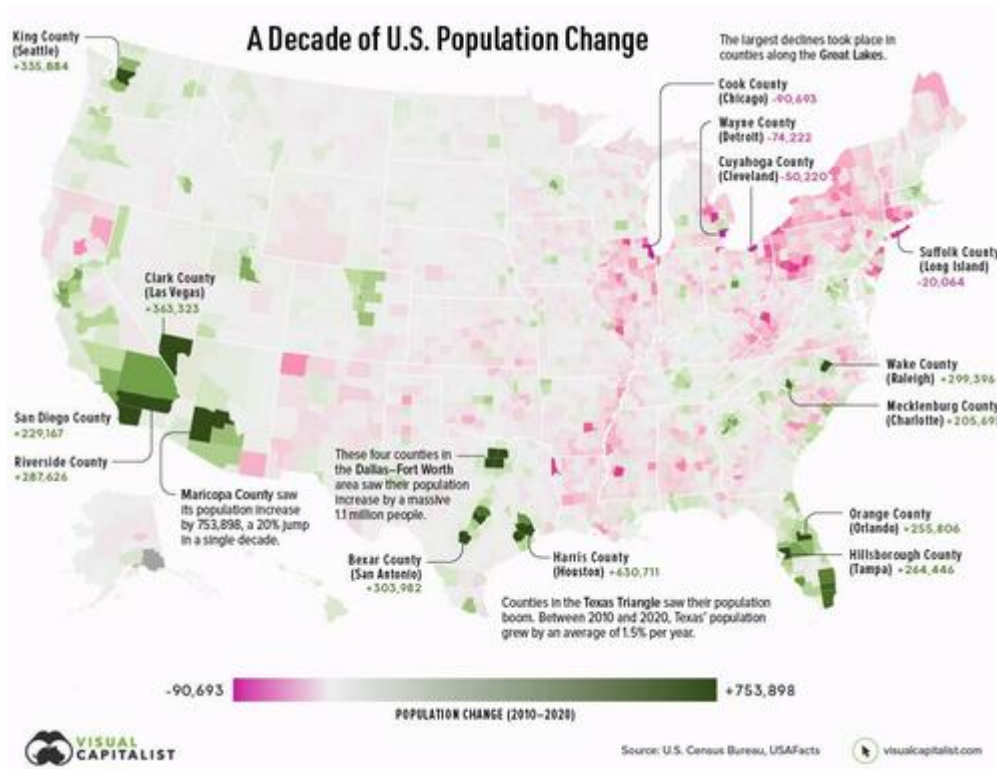 A Decade of U.S. Population Change
King County
(Seattle)
+335,884
The largest declines took place in
counties along the Great Lakes.
Cook County
(Chicago) -90,693
Wayne County
(Detroit) -74,222
Cuyahoga County
(Cleveland) -50,220
Suffolk County
(Long Island)
-20,064
Clark County
(Las Vegas)
+363,323
Wake County
(Raleigh) +299,396
Mecklenburg County
(Charlotte) +205,69
San Diego County
+229,167
Riverside County
+287,626
Maricopa County saw
its population increase
by 753,898, a 20% jump
in a single decade.
These four counties in
the Dallas–Fort Worth
area saw their population
increase by a massive
1.1 million people.
Bexar County
(San Antonio)
+303,982
Harris County
(Houston) +630,711
Orange County
(Orlando) +255,806
Hillsborough County
(Tampa) +264,446
Counties in the Texas Triangle saw their population
boom. Between 2010 and 2020, Texas' population
grew by an average of 1.5% per year.
-90,693
+753,898
POPULATION CHANGE (2010–2020)
VISUAL
CAPITALIST
Source: U.S. Census Bureau, USAFacts
visualcapitalist.com